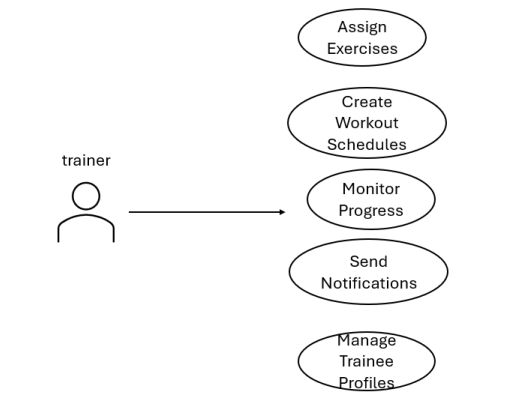 Assign
Exercises
Create
Workout
Schedules
trainer
Monitor
Progress
Send
Notifications
Manage
Trainee
Profiles